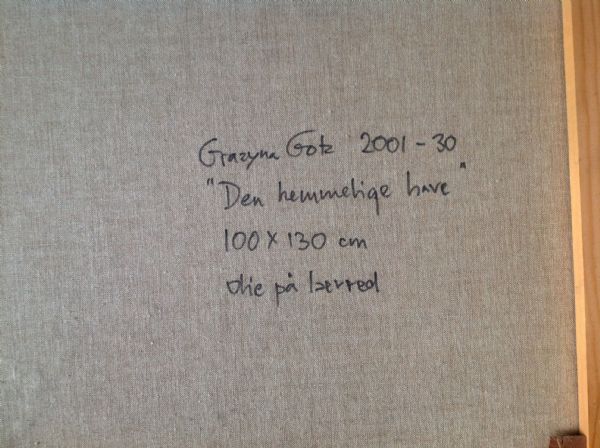 Grazyna Gotz 2001 - 30
"Den hemmelige have"
100 x 130 cm
olie på lærred